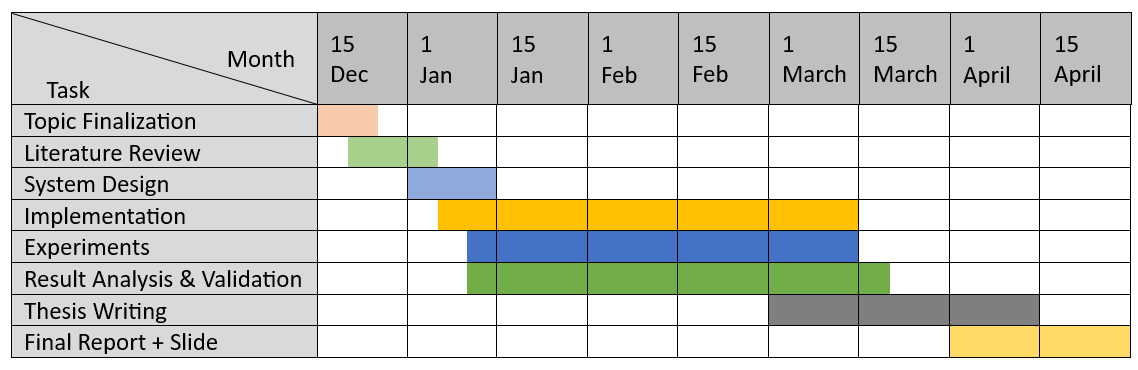 Month
Task
15 Dec
1 Jan
15 Jan
1 Feb
15 Feb
1 March
15 March
1 April
15 April
Topic Finalization
Literature Review
System Design
Implementation
Experiments
Result Analysis & Validation
Thesis Writing
Final Report + Slide